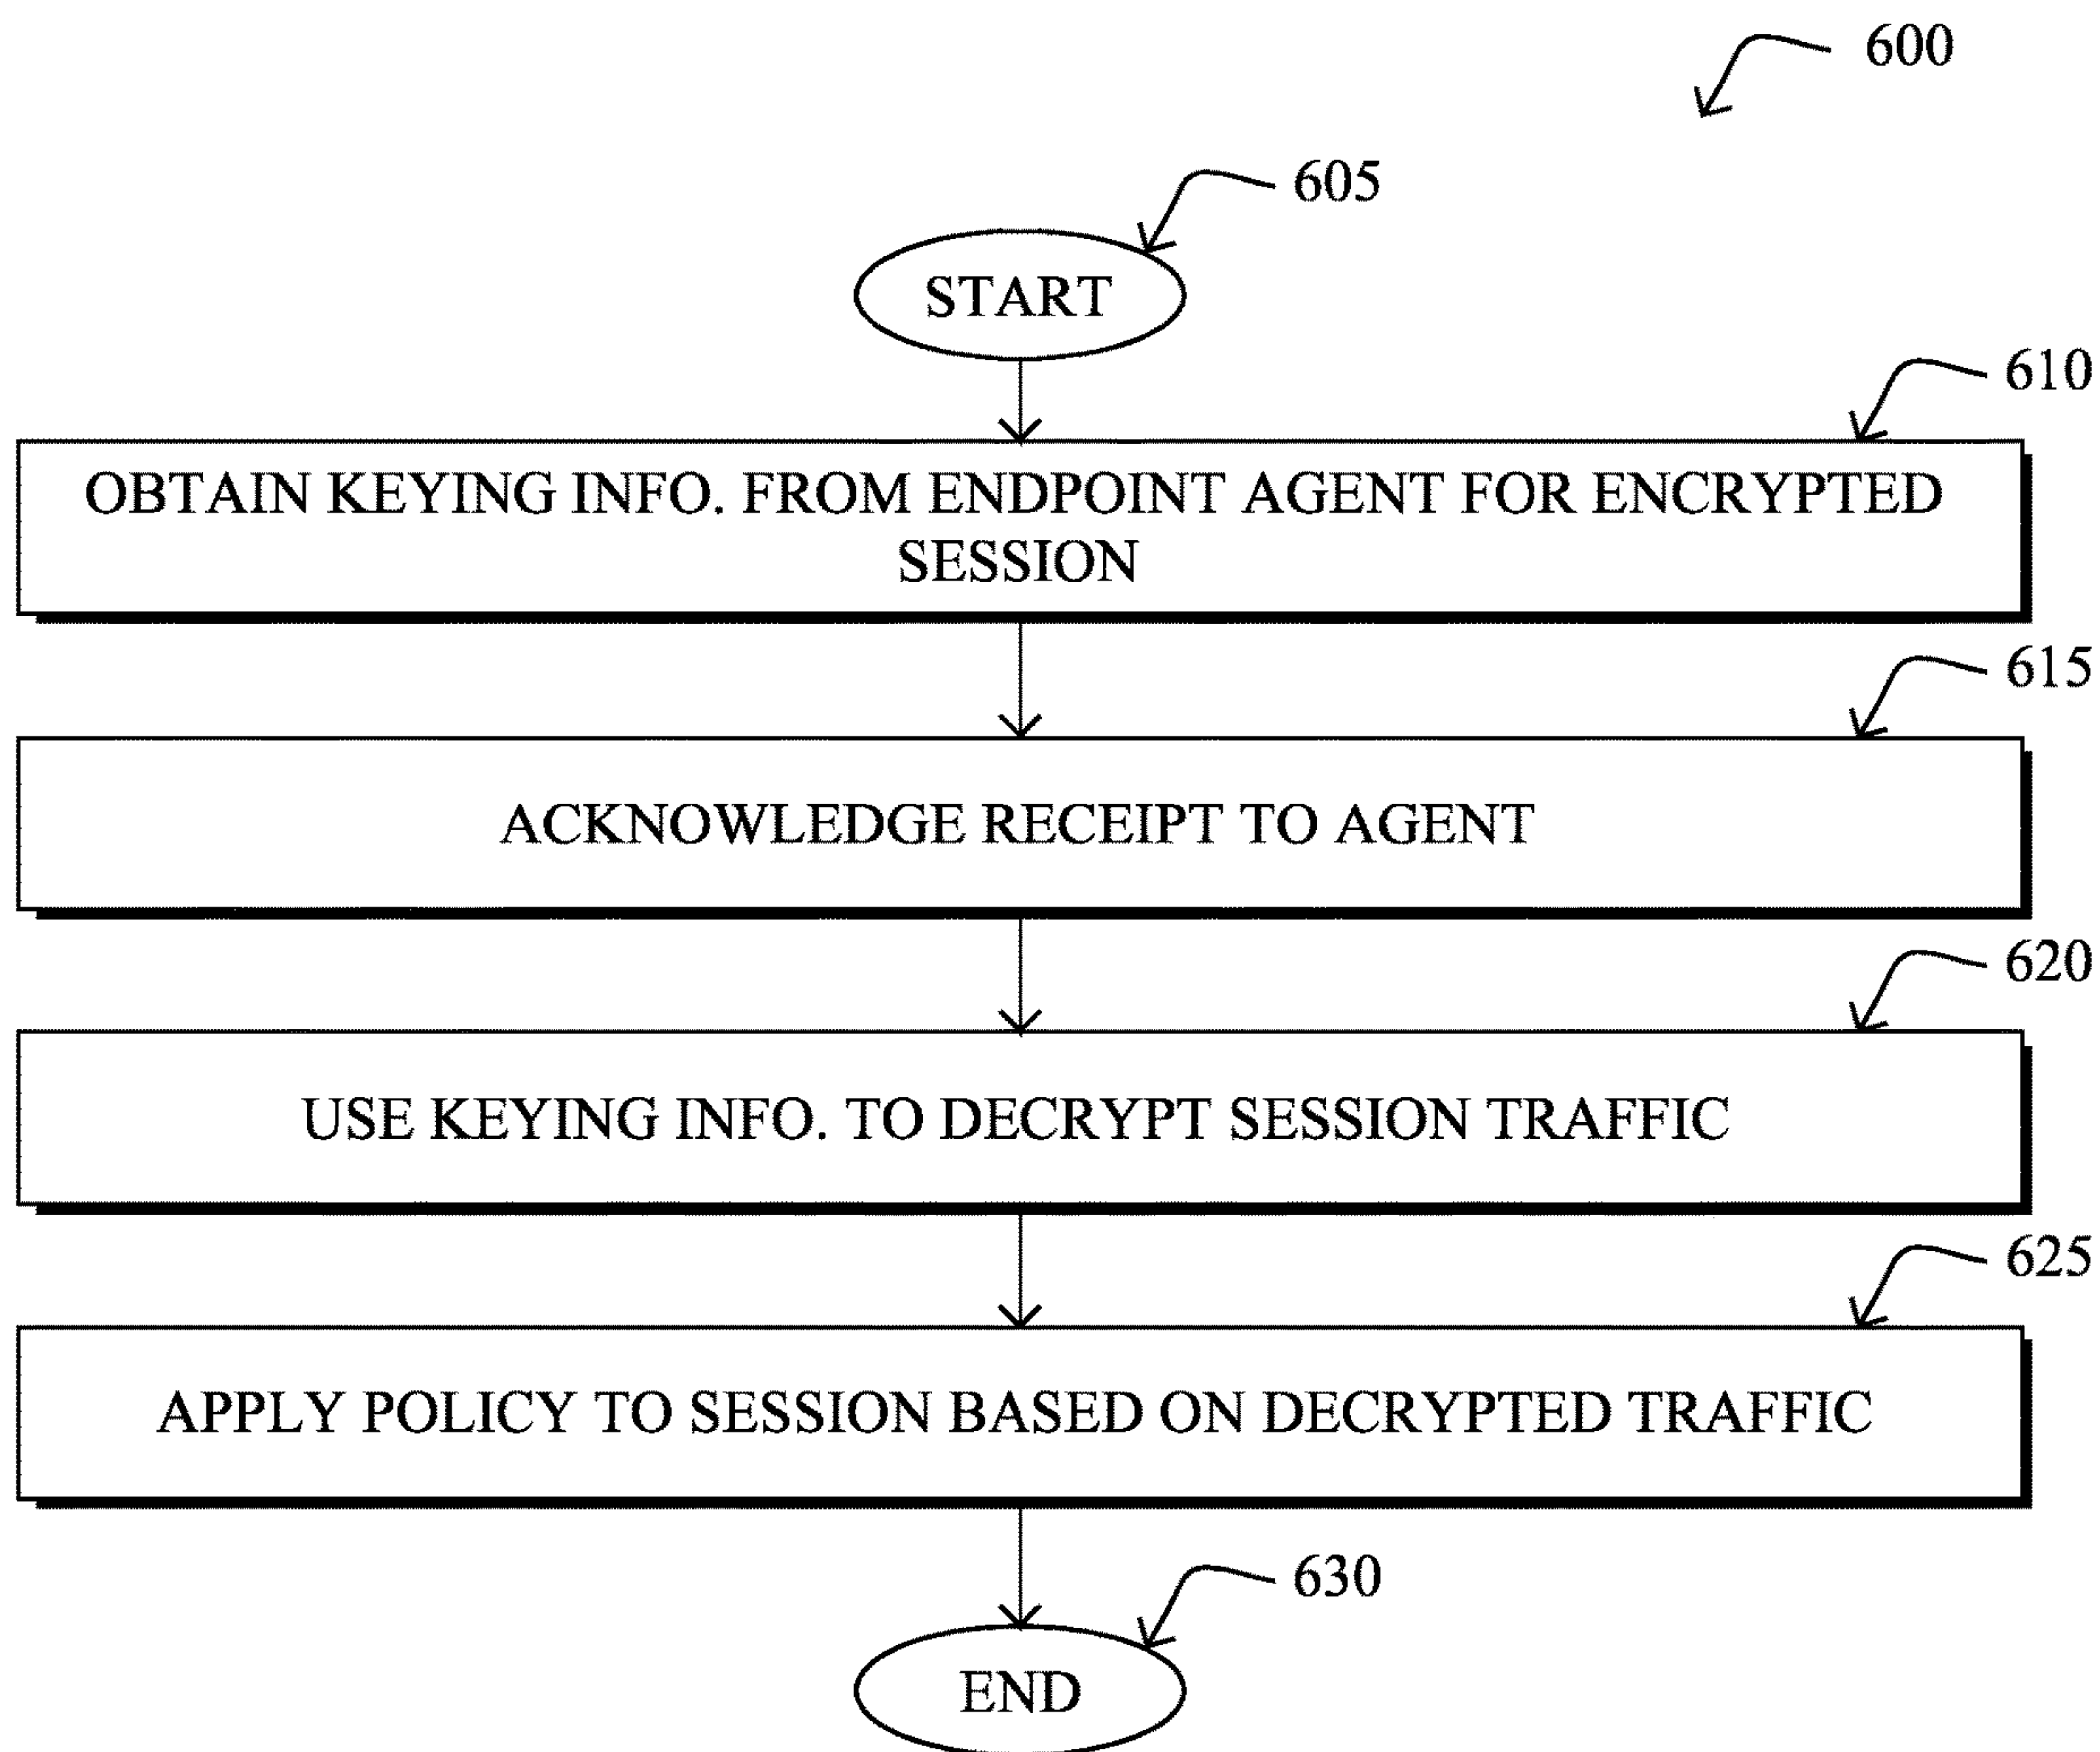 600
605
START
610
OBTAIN KEYING INFO. FROM ENDPOINT AGENT FOR ENCRYPTED
SESSION
615
ACKNOWLEDGE RECEIPT TO AGENT
620
USE KEYING INFO. TO DECRYPT SESSION TRAFFIC
625
APPLY POLICY TO SESSION BASED ON DECRYPTED TRAFFIC
630
END